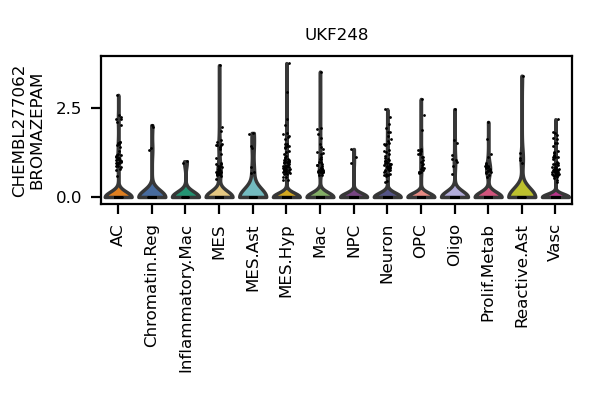 UKF248
CHEMBL277062
BROMAZEPAM
2.5
0.0
AC
Chromatin.Reg
Inflammatory.Mac
MES
MES.Ast
MES.Hyp
Mac
NPC
Neuron
OPC
Oligo
Prolif.Metab
Reactive.Ast
Vasc